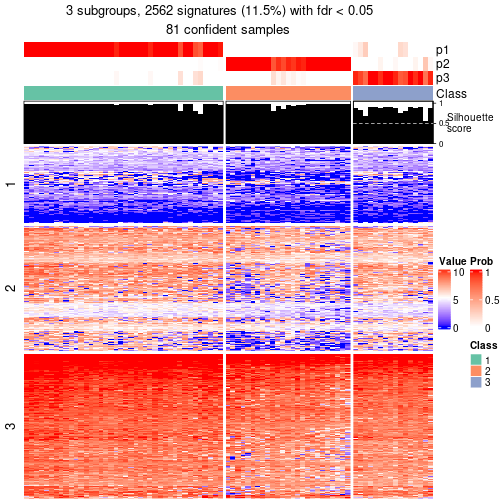 3 subgroups, 2562 signatures (11.5%) with fdr < 0.05
81 confident samples
p1
p2
p3
Class
1
0.5
0
Silhouette
score
1
2
3
Value
10
5
0
Prob
1
0.5
0
Class
1
2
3